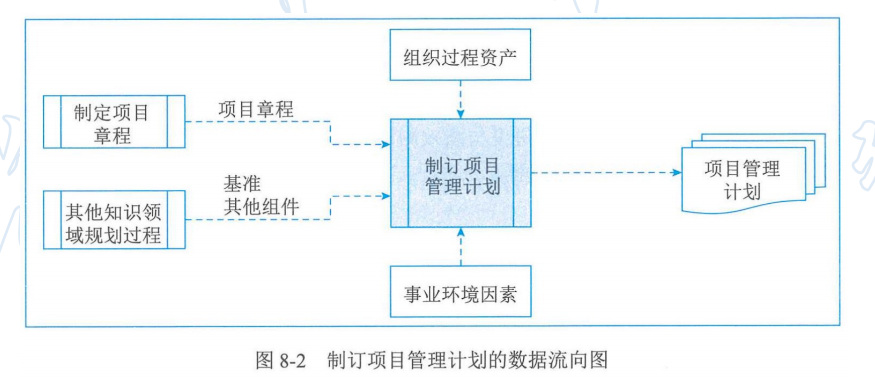 组织过程资产
制定项目
章程
项目章程
制订项目
管理计划
项目管理
计划
基准
其他组件
其他知识领
域规划过程
事业环境因素
图 8-2 制订项目管理计划的数据流向图